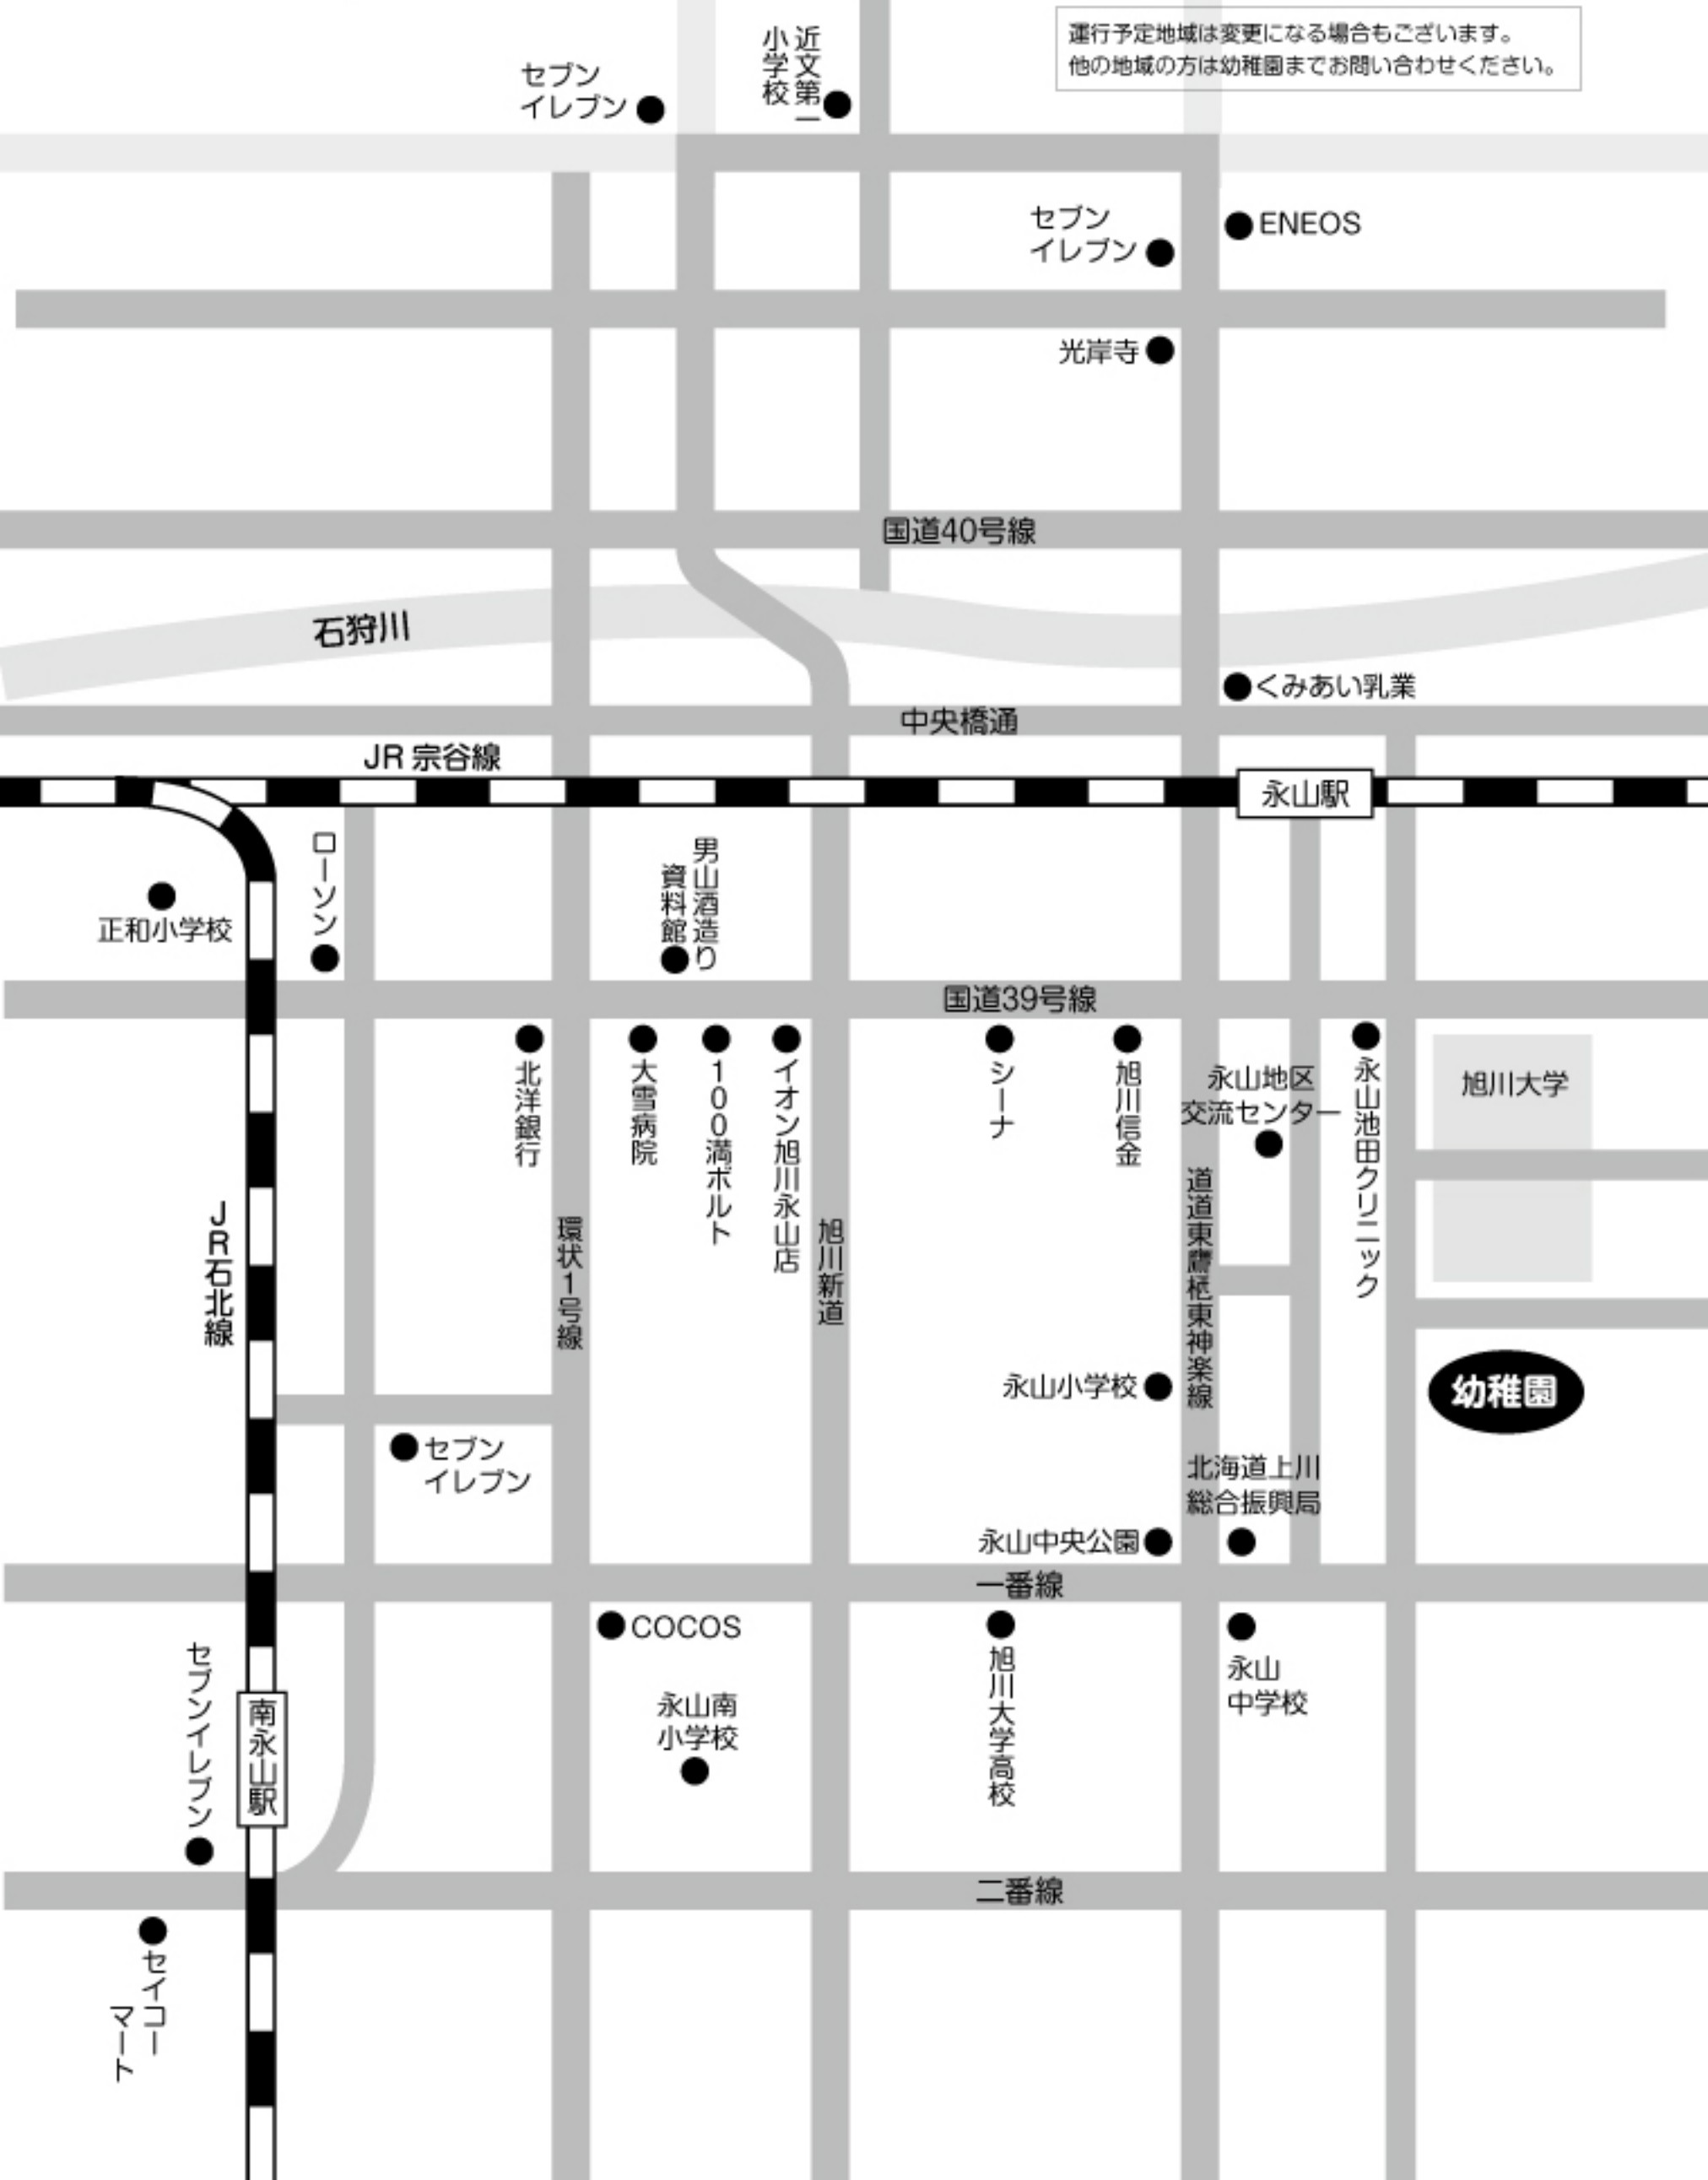 運行予定地域は変更になる場合もございます。
他の地域の方は幼稚園までお問い合わせください。
近文第一
小学校
セブン
イレブン
セブン
イレブン
ENEOS
光岸寺
国道40号線
石狩川
くみあい乳業
中央橋通
JR 宗谷線
永山駅
ローソン
正和小学校
男山酒造り
資料館
国道39号線
北洋銀行
大雪病院
100満ボルト
イオン旭川永山店
シーナ
旭川信金
永山地区
交流センター
永山池田クリニック
旭川大学
JR石北線
環状1号線
旭川新道
道道東鷹栖東神楽線
永山小学校
幼稚園
セブン
イレブン
北海道上川
総合振興局
永山中央公園
一番線
COCOS
永山南
小学校
旭川大学高校
永山
中学校
セブンイレブン
南永山駅
二番線
セイコー
マート